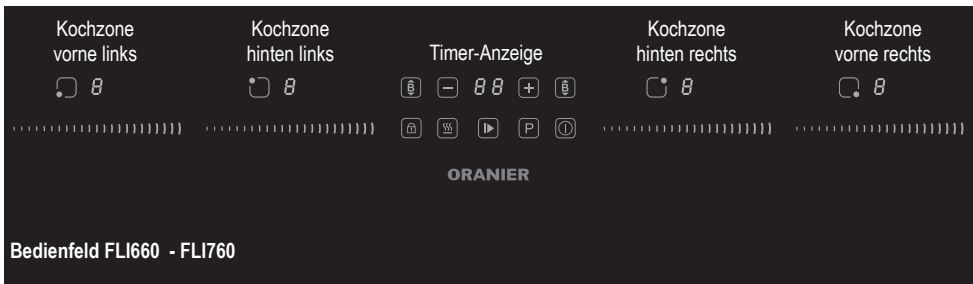 Kochzone vorne links
Kochzone hinten links
Timer-Anzeige
Kochzone hinten rechts
Kochzone vorne rechts
8
8
B
88
B
8
8
P
ORANIER
Bedienfeld FLI660 - FLI760